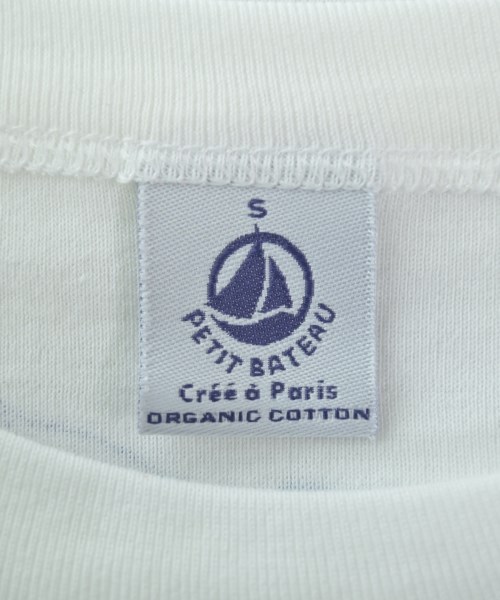 S
PETIT BATEAU
Créé à Paris
ORGANIC COTTON